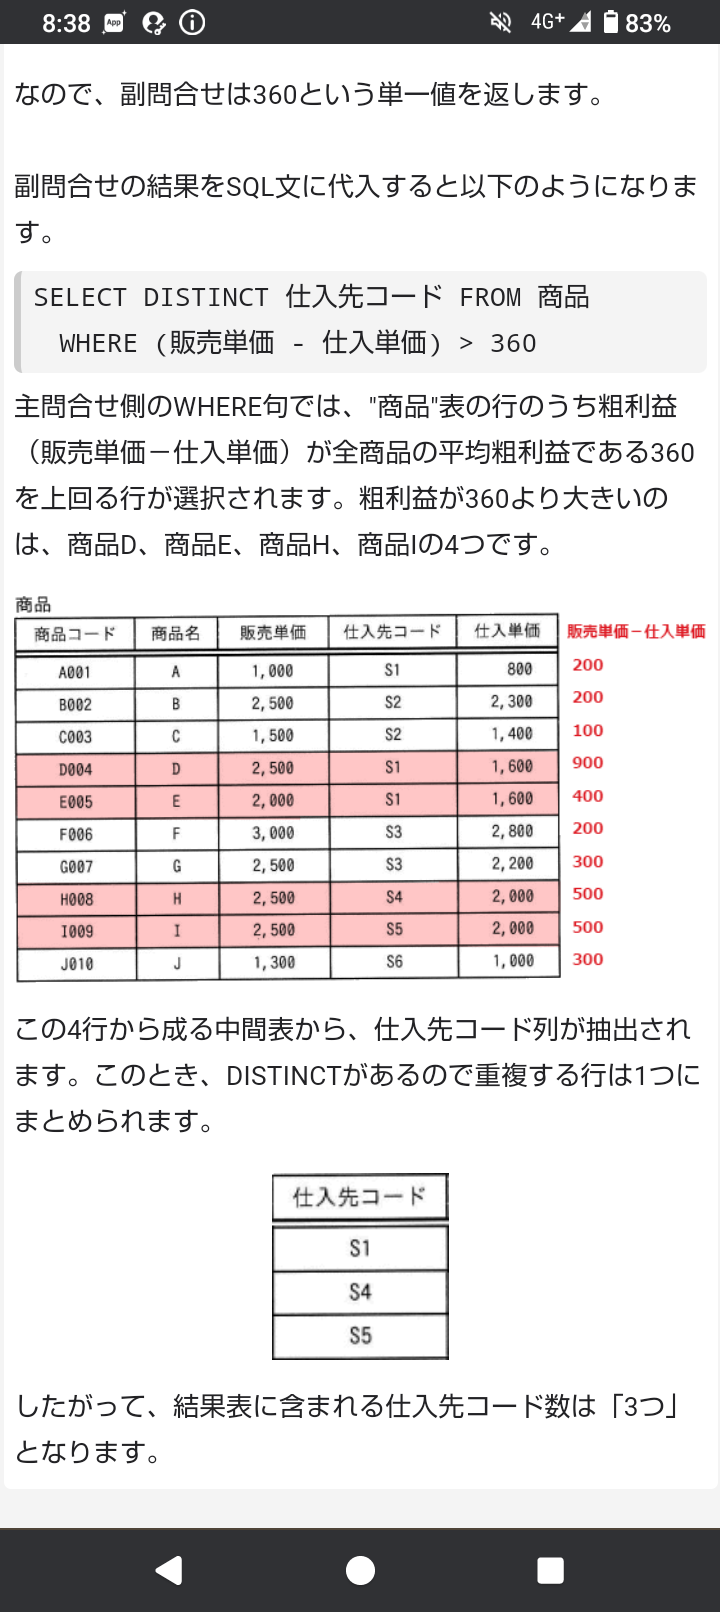 8:38 App 4G+ 83%
なので、副問合せは360という単一値を返します。
副問合せの結果をSQL文に代入すると以下のようになりま
す。
SELECT DISTINCT 仕入先コード FROM 商品
WHERE (販売単価 - 仕入単価) > 360
主問合せ側のWHERE句では、"商品"表の行のうち粗利益
（販売単価－仕入単価）が全商品の平均粗利益である360
を上回る行が選択されます。粗利益が360より大きいの
は、商品D、商品E、商品H、商品Iの4つです。
商品
商品コード 商品名 販売単価 仕入先コード 仕入単価 販売単価－仕入単価
A001 A 1,000 S1 800 200
B002 B 2,500 S2 2,300 200
C003 C 1,500 S2 1,400 100
D004 D 2,500 S1 1,600 900
E005 E 2,000 S1 1,600 400
F006 F 3,000 S3 2,800 200
G007 G 2,500 S3 2,200 300
H008 H 2,500 S4 2,000 500
I009 I 2,500 S5 2,000 500
J010 J 1,300 S6 1,000 300
この4行から成る中間表から、仕入先コード列が抽出され
ます。このとき、DISTINCTがあるので重複する行は1つに
まとめられます。
仕入先コード
S1
S4
S5
したがって、結果表に含まれる仕入先コード数は「3つ」
となります。